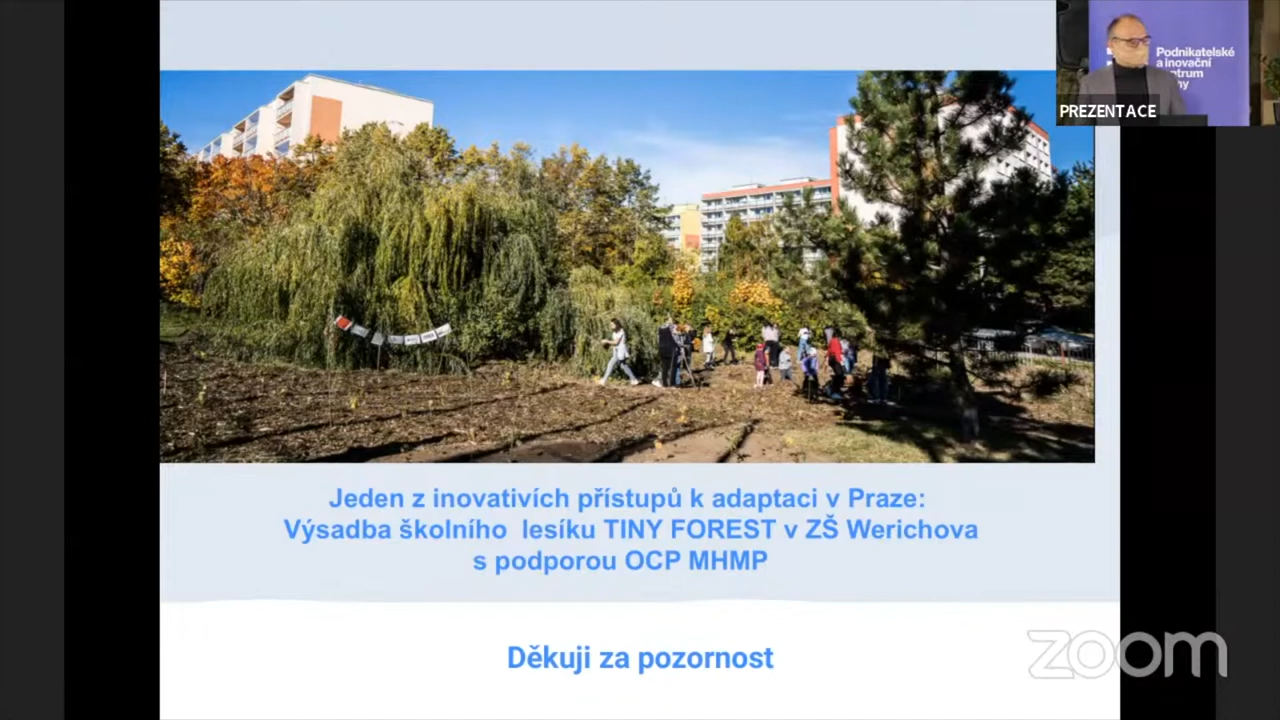 Podnikatelské
a inovační
PREZENTACE
Jeden z inovativích přístupů k adaptaci v Praze:
Výsadba školního lesíku TINY FOREST v ZŠ Werichova
s podporou OCP MHMP
Děkuji za pozornost
zoom